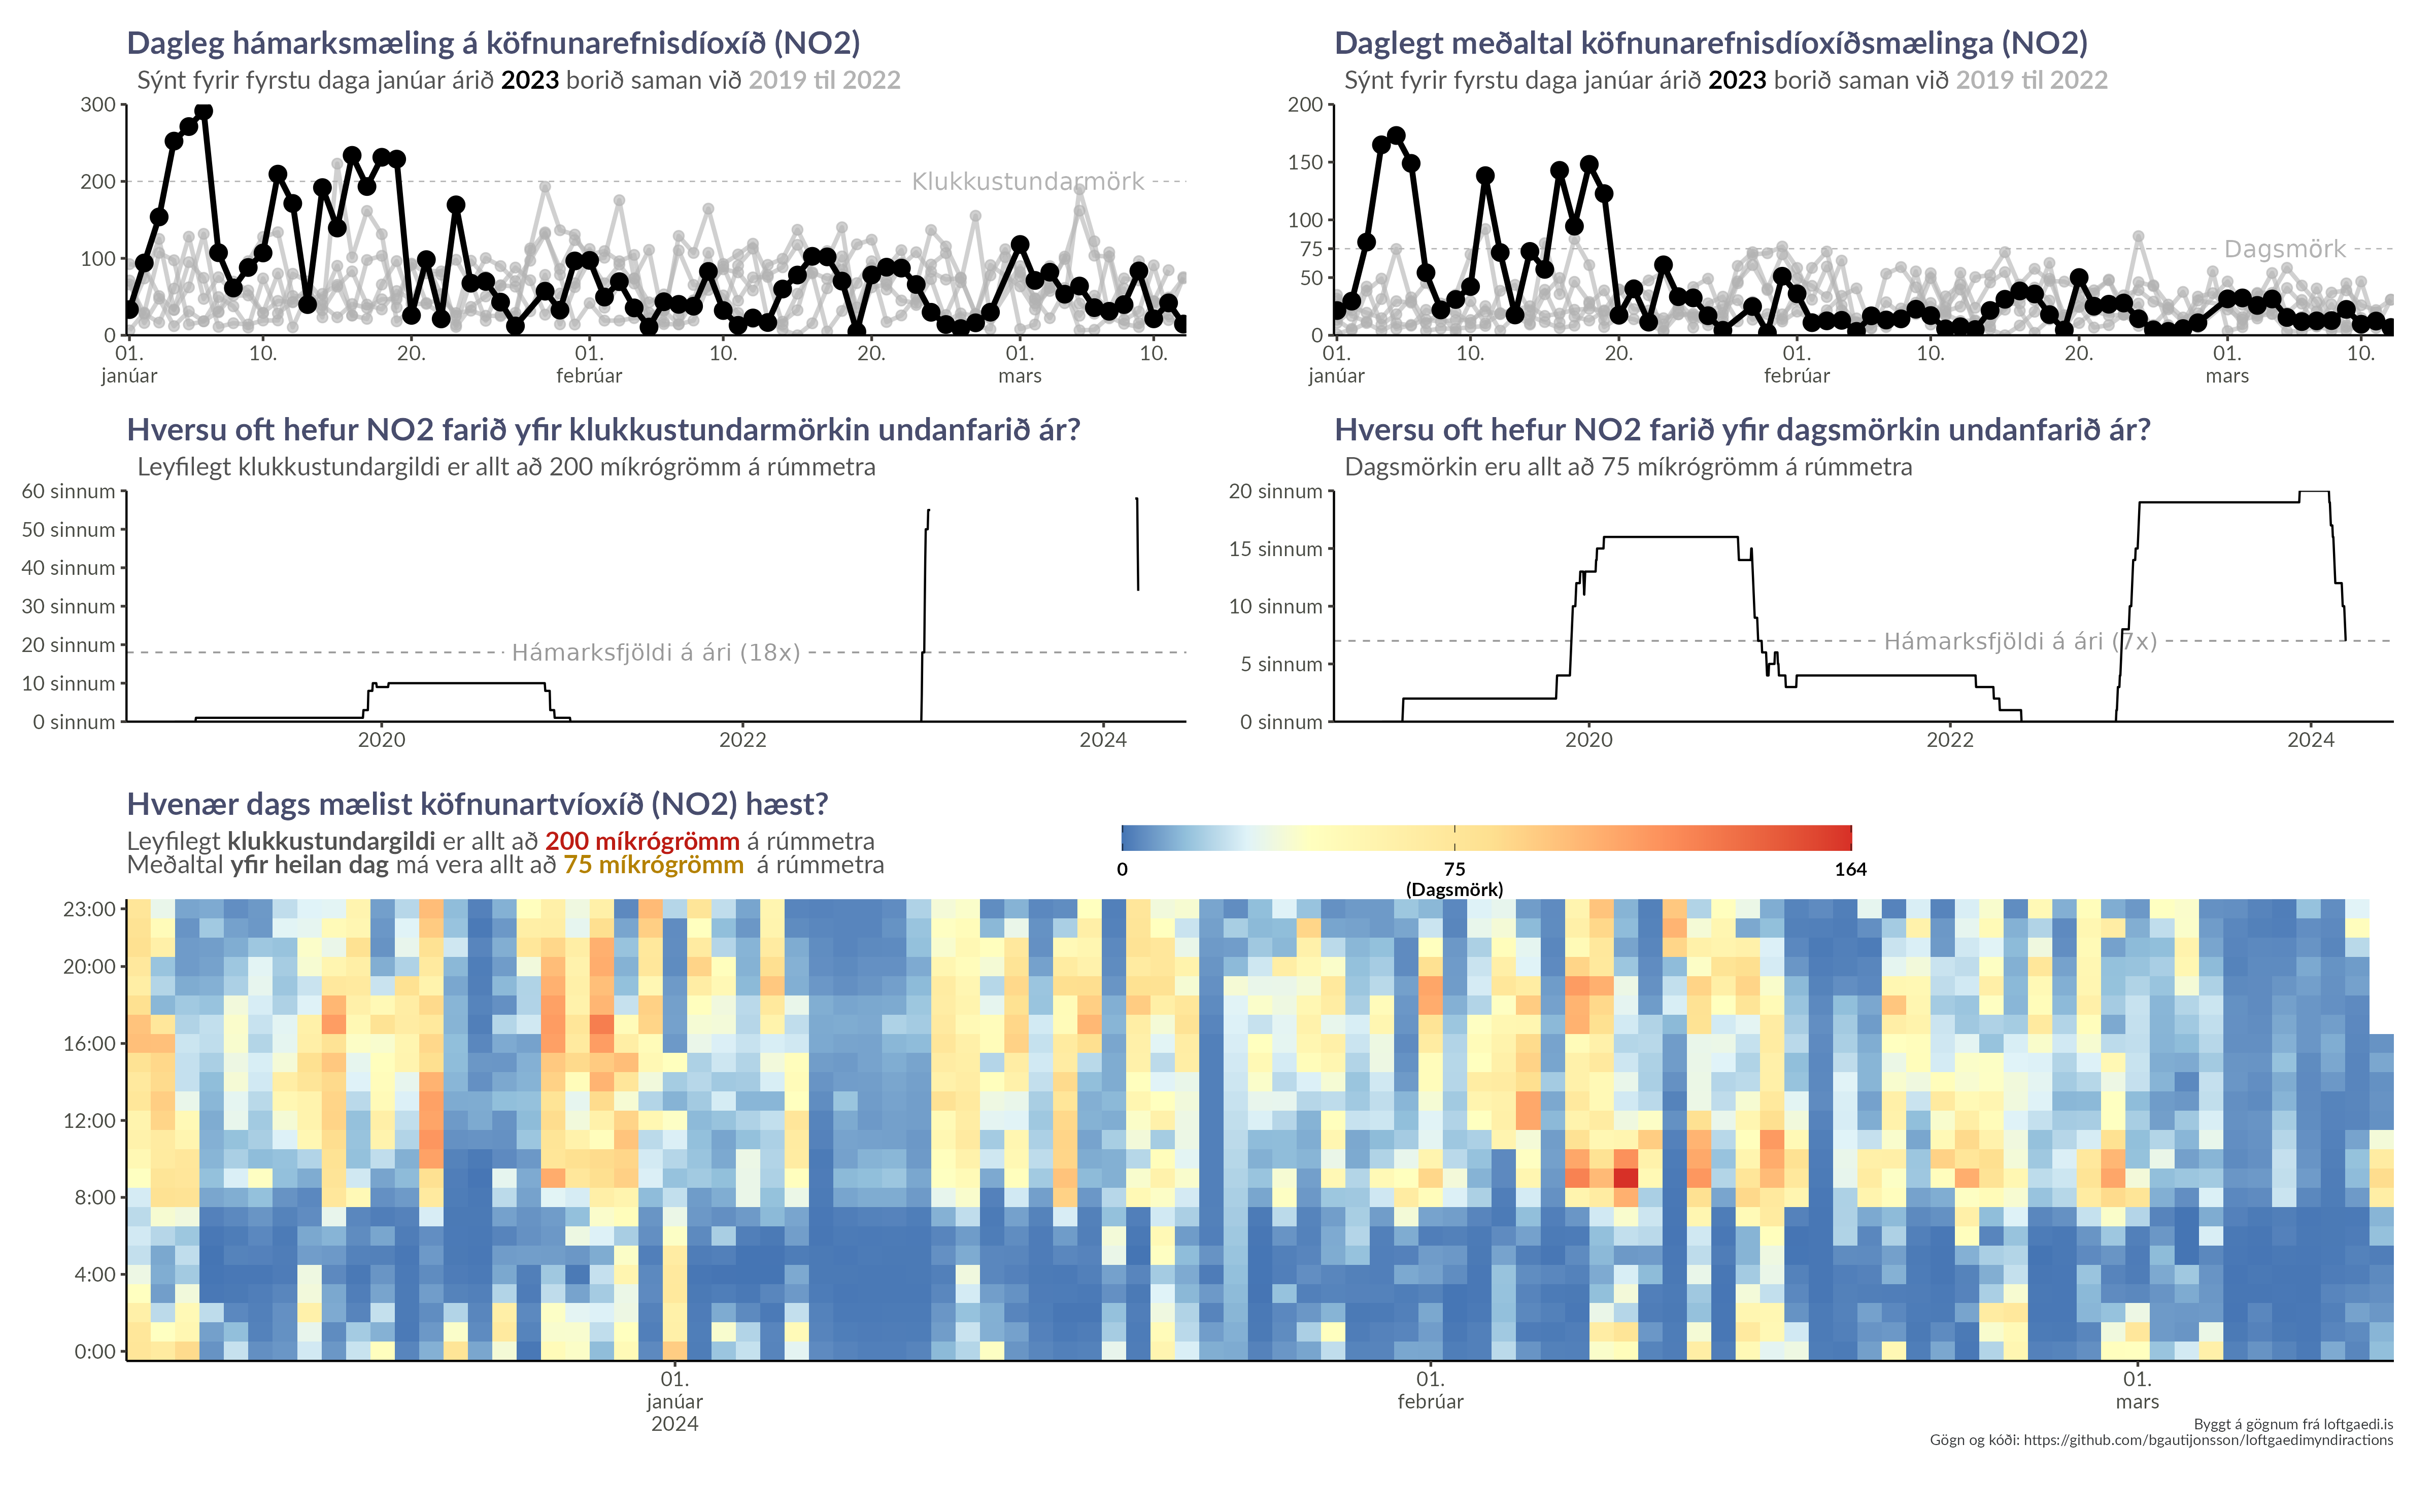 Dagleg hámarksmæling á köfnunarefnisdíoxíð (NO2)
Sýnt fyrir fyrstu daga janúar árið 2023 borið saman við 2019 til 2022
300
200
100
0
Klukkustundarmörk
01. 10. 20. 01. 10. 20. 01. 10.
janúar febrúar mars
Daglegt meðaltal köfnunarefnisdíoxíðsmælinga (NO2)
Sýnt fyrir fyrstu daga janúar árið 2023 borið saman við 2019 til 2022
200
150
100
75
50
0
Dagsmörk
01. 10. 20. 01. 10. 20. 01. 10.
janúar febrúar mars
Hversu oft hefur NO2 farið yfir klukkustundarmörkin undanfarið ár?
Leyfilegt klukkustundargildi er allt að 200 míkrógrömm á rúmmetra
60 sinnum
50 sinnum
40 sinnum
30 sinnum
20 sinnum
10 sinnum
0 sinnum
Hámarksfjöldi á ári (18x)
2020 2022 2024
Hversu oft hefur NO2 farið yfir dagsmörkin undanfarið ár?
Dagsmörkin eru allt að 75 míkrógrömm á rúmmetra
20 sinnum
15 sinnum
10 sinnum
5 sinnum
0 sinnum
Hámarksfjöldi á ári (7x)
2020 2022 2024
Hvenær dags mælist köfnunartvíoxíð (NO2) hæst?
Leyfilegt klukkustundargildi er allt að 200 míkrógrömm á rúmmetra
Meðaltal yfir heilan dag má vera allt að 75 míkrógrömm á rúmmetra
0 75 164
(Dagsmörk)
23:00
20:00
16:00
12:00
8:00
4:00
0:00
01. 01. 01.
janúar febrúar mars
2024
Byggt á gögnum frá loftgaedi.is
Gögn og kóði: https://github.com/bgautijonsson/loftgaedimyndiractions